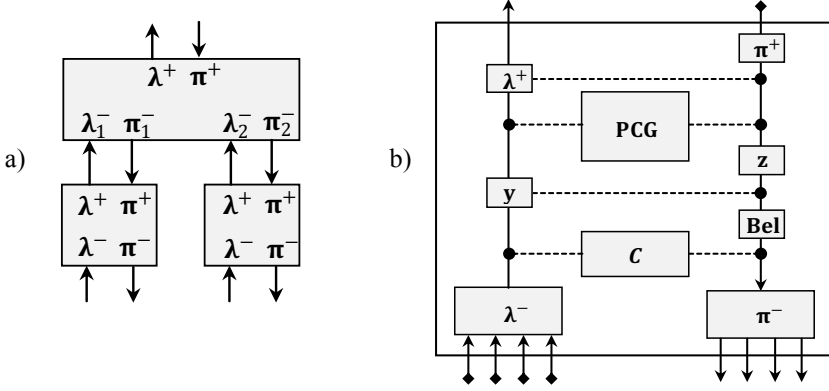 a)
λ⁺ π⁺
λ₁⁻ π₁⁻ λ₂⁻ π₂⁻
λ⁺ π⁺
λ⁻ π⁻
λ⁺ π⁺
λ⁻ π⁻
b)
π⁺
λ⁺
PCG
z
y
Bel
C
λ⁻
π⁻